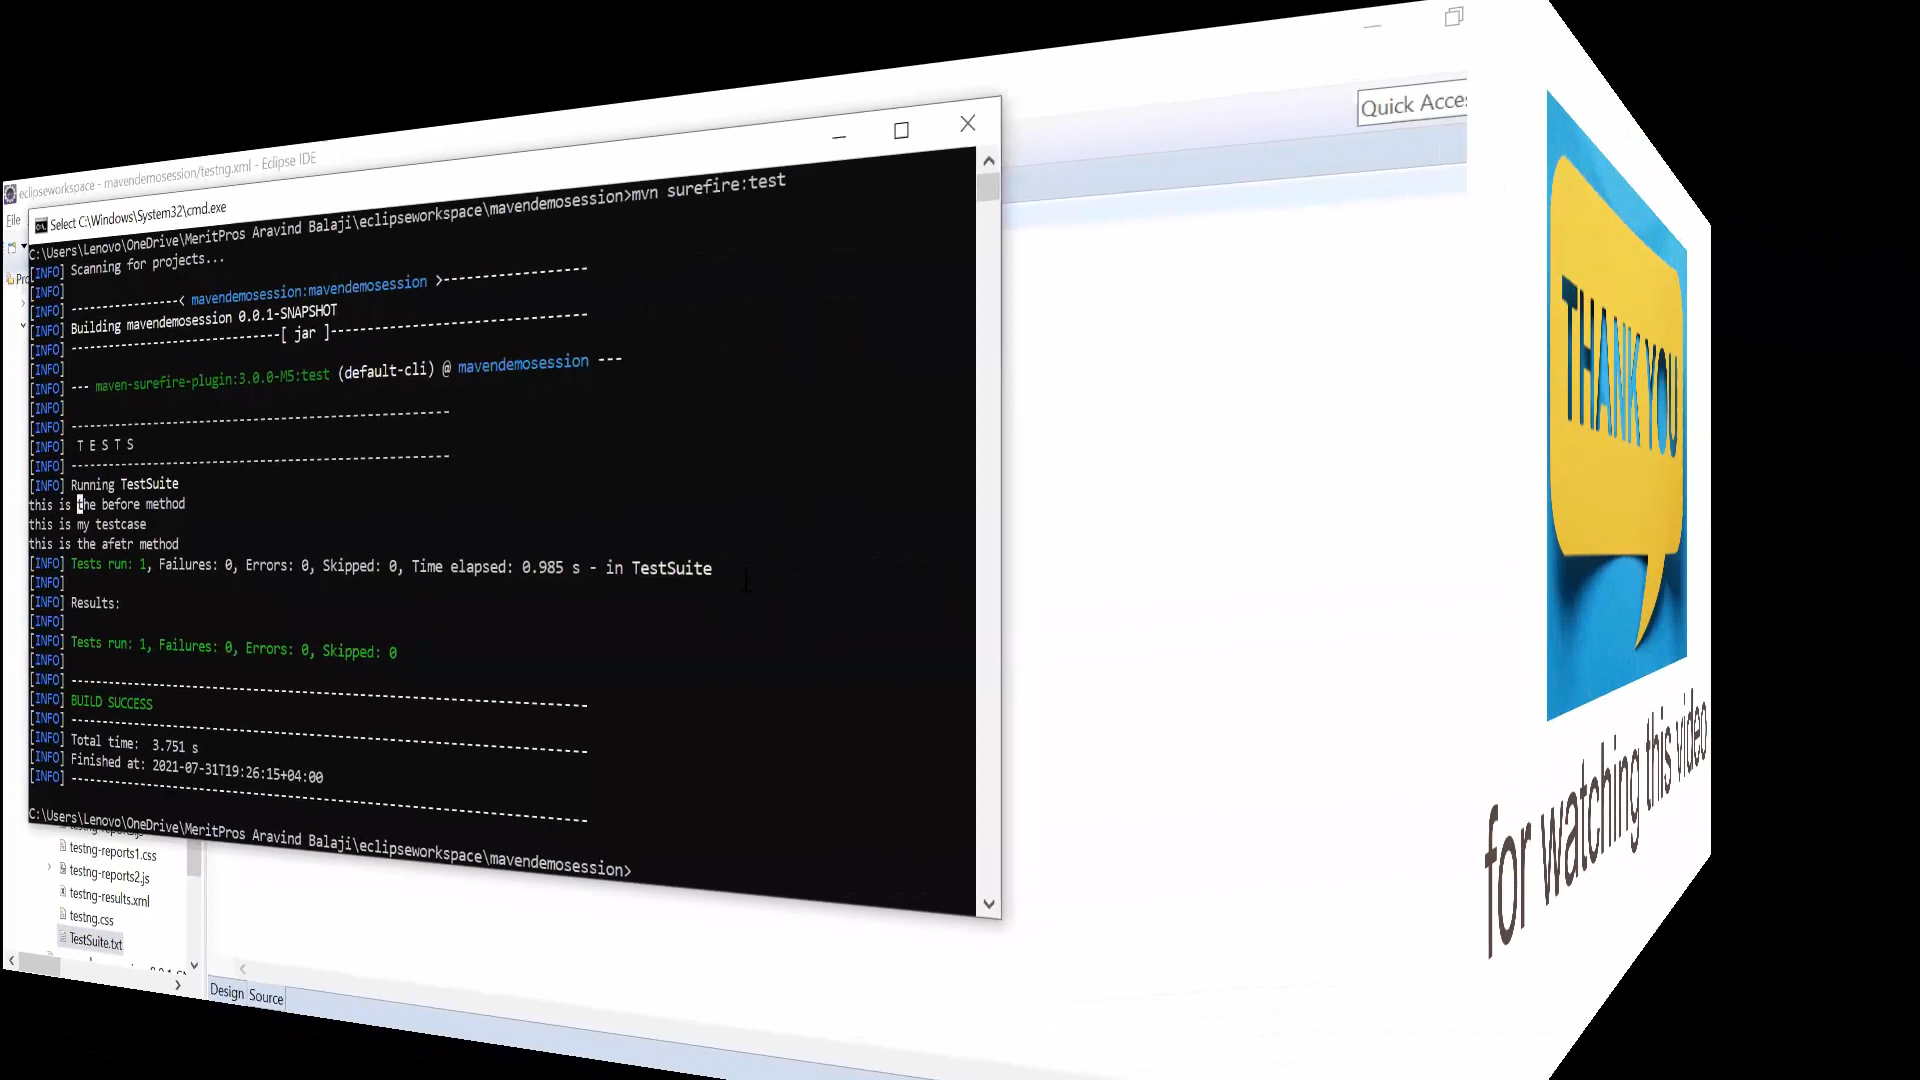 eclipseworkspace - mavendemosession/testng.xml - Eclipse IDE
File
Quick Acces
Pro
Select C:\Windows\System32\cmd.exe
C:\Users\Lenovo\OneDrive\MeritPros Aravind Balaji\eclipseworkspace\mavendemosession>mvn surefire:test
[INFO] Scanning for projects...
[INFO]
[INFO] ----------------< mavendemosession:mavendemosession >------------------
[INFO] Building mavendemosession 0.0.1-SNAPSHOT
[INFO] --------------------------------[ jar ]---------------------------------
[INFO]
[INFO] --- maven-surefire-plugin:3.0.0-M5:test (default-cli) @ mavendemosession ---
[INFO]
[INFO] -------------------------------------------------------
[INFO]  T E S T S
[INFO] -------------------------------------------------------
[INFO] Running TestSuite
this is the before method
this is my testcase
this is the afetr method
[INFO] Tests run: 1, Failures: 0, Errors: 0, Skipped: 0, Time elapsed: 0.985 s - in TestSuite
[INFO]
[INFO] Results:
[INFO]
[INFO] Tests run: 1, Failures: 0, Errors: 0, Skipped: 0
[INFO]
[INFO] ------------------------------------------------------------------------
[INFO] BUILD SUCCESS
[INFO] ------------------------------------------------------------------------
[INFO] Total time:  3.751 s
[INFO] Finished at: 2021-07-31T19:26:15+04:00
[INFO] ------------------------------------------------------------------------
C:\Users\Lenovo\OneDrive\MeritPros Aravind Balaji\eclipseworkspace\mavendemosession>
testng-reports1.css
testng-reports2.js
testng-results.xml
testng.css
TestSuite.txt
Design
Source
THANK YOU
for watching this video